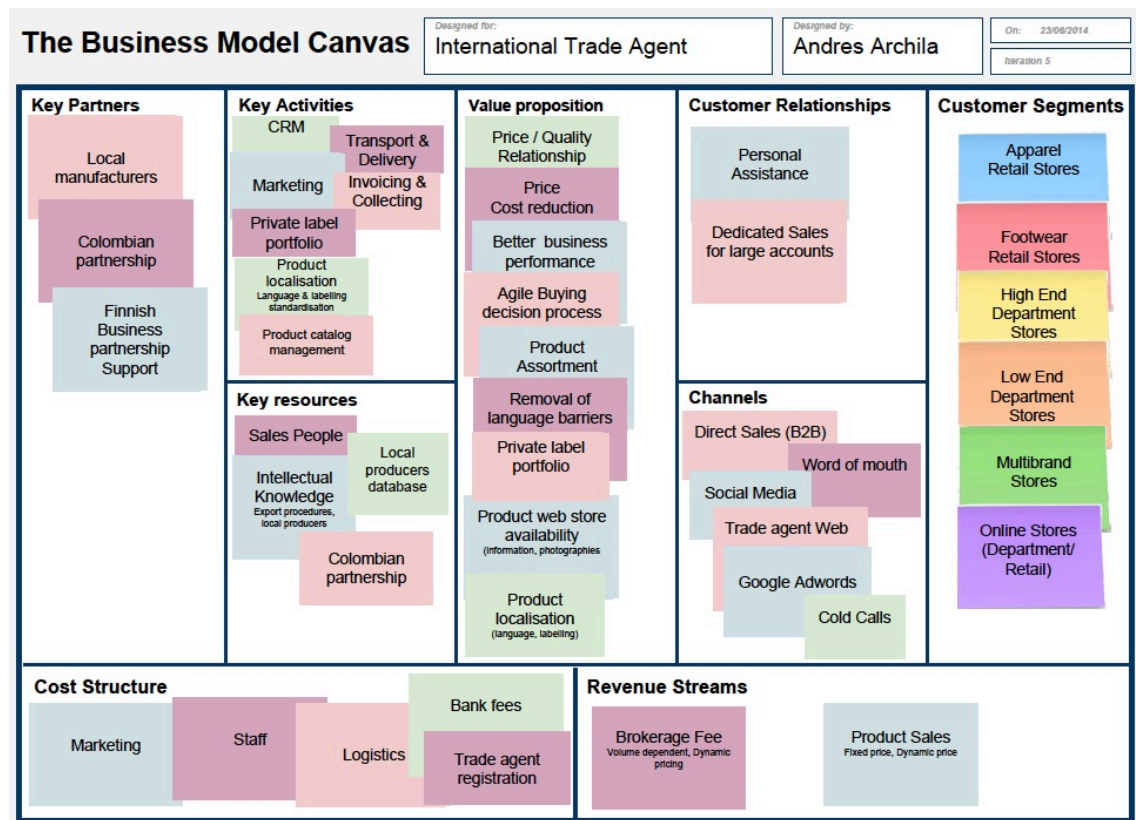 The Business Model Canvas
Designed for:
International Trade Agent
Designed by:
Andres Archila
On: 23/06/2014
Iteration 5
Key Partners
Local
manufacturers
Colombian
partnership
Finnish
Business
partnership
Support
Key Activities
CRM
Transport &
Delivery
Marketing
Invoicing &
Collecting
Private label
portfolio
Product
localisation
Language & labelling
standardisation
Product catalog
management
Key resources
Sales People
Local
producers
database
Intellectual
Knowledge
Export procedures,
local producers
Colombian
partnership
Value proposition
Price / Quality
Relationship
Price
Cost reduction
Better business
performance
Agile Buying
decision process
Product
Assortment
Removal of
language barriers
Private label
portfolio
Product web store
availability
(information, photographies
Product
localisation
(language, labelling)
Customer Relationships
Personal
Assistance
Dedicated Sales
for large accounts
Channels
Direct Sales (B2B)
Word of mouth
Social Media
Trade agent Web
Google Adwords
Cold Calls
Customer Segments
Apparel
Retail Stores
Footwear
Retail Stores
High End
Department
Stores
Low End
Department
Stores
Multibrand
Stores
Online Stores
(Department/
Retail)
Cost Structure
Marketing
Staff
Logistics
Bank fees
Trade agent
registration
Revenue Streams
Brokerage Fee
Volume dependent, Dynamic
pricing
Product Sales
Fixed price, Dynamic price